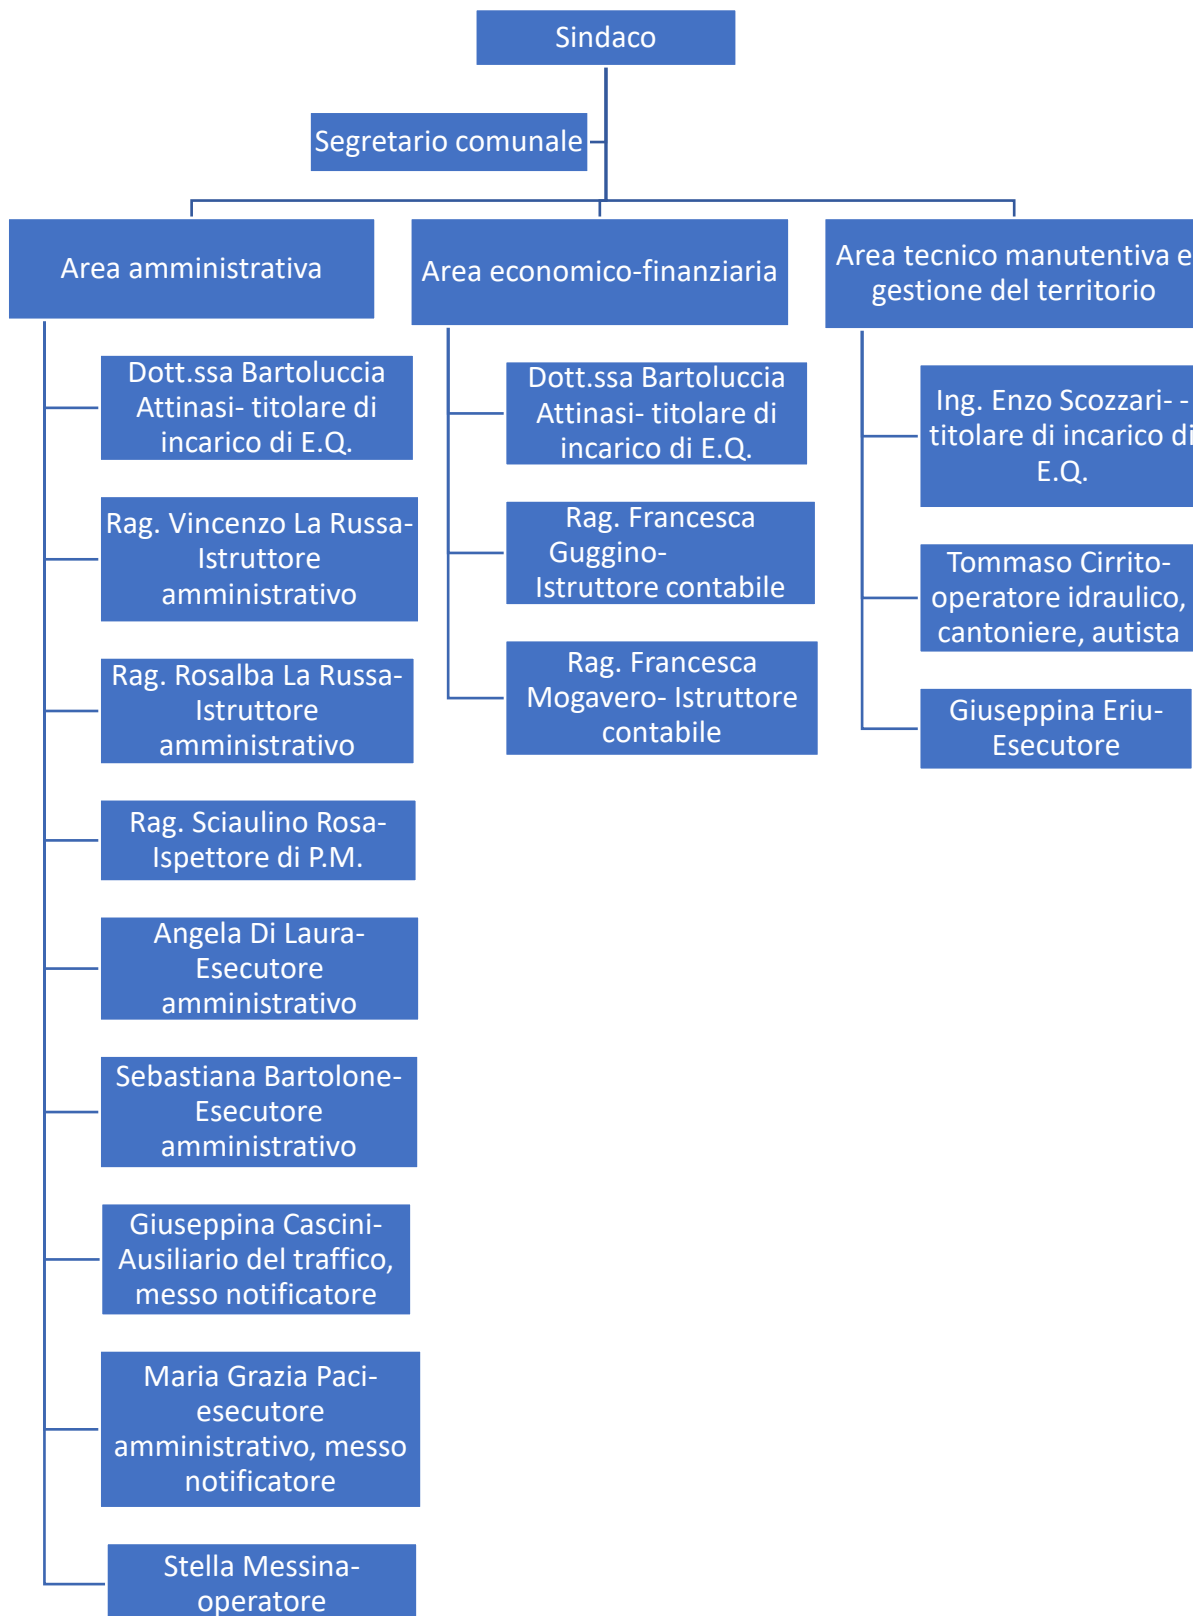 Sindaco
Segretario comunale
Area amministrativa
Dott.ssa Bartoluccia
Attinasi- titolare di
incarico di E.Q.
Rag. Vincenzo La Russa-
Istruttore
amministrativo
Rag. Rosalba La Russa-
Istruttore
amministrativo
Rag. Sciaulino Rosa-
Ispettore di P.M.
Angela Di Laura-
Esecutore
amministrativo
Sebastiana Bartolone-
Esecutore
amministrativo
Giuseppina Cascini-
Ausiliario del traffico,
messo notificatore
Maria Grazia Paci-
esecutore
amministrativo, messo
notificatore
Stella Messina-
operatore
Area economico-finanziaria
Dott.ssa Bartoluccia
Attinasi- titolare di
incarico di E.Q.
Rag. Francesca
Guggino-
Istruttore contabile
Rag. Francesca
Mogavero- Istruttore
contabile
Area tecnico manutentiva e
gestione del territorio
Ing. Enzo Scozzari- -
titolare di incarico di
E.Q.
Tommaso Cirrito-
operatore idraulico,
cantoniere, autista
Giuseppina Eriu-
Esecutore